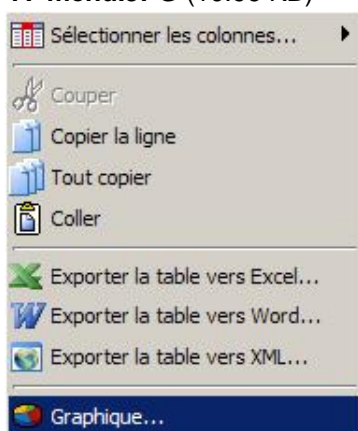 Sélectionner les colonnes...
Couper
Copier la ligne
Tout copier
Coller
Exporter la table vers Excel...
Exporter la table vers Word...
Exporter la table vers XML...
Graphique...